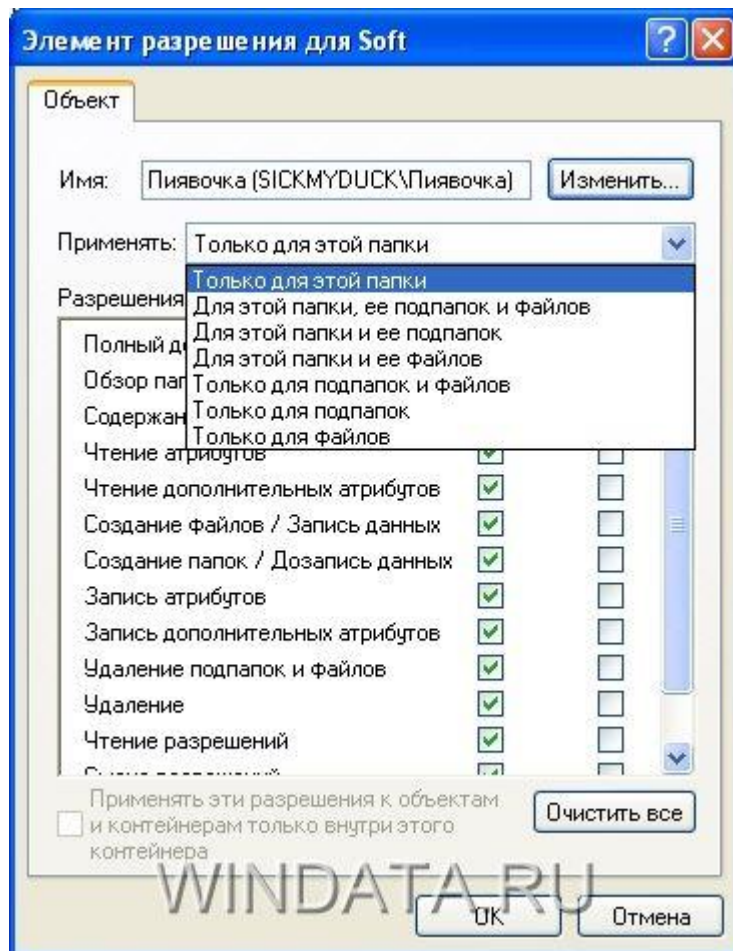 Элемент разрешения для Soft
Объект
Имя: Пиявочка (SICKMYDUCK\Пиявочка) Изменить...
Применять: Только для этой папки
Только для этой папки
Разрешения
Для этой папки, ее подпапок и файлов
Для этой папки и ее подпапок
Полный
Для этой папки и ее файлов
Обзор
Только для подпапок и файлов
Только для подпапок
Только для файлов
Чтение атрибутов
Чтение дополнительных атрибутов
Создание файлов / Запись данных
Создание папок / Дозапись данных
Запись атрибутов
Запись дополнительных атрибутов
Удаление подпапок и файлов
Удаление
Чтение разрешений
Применять эти разрешения к объектам
и контейнерам только внутри этого
контейнера
Очистить все
WINDATA.RU
OK Отмена